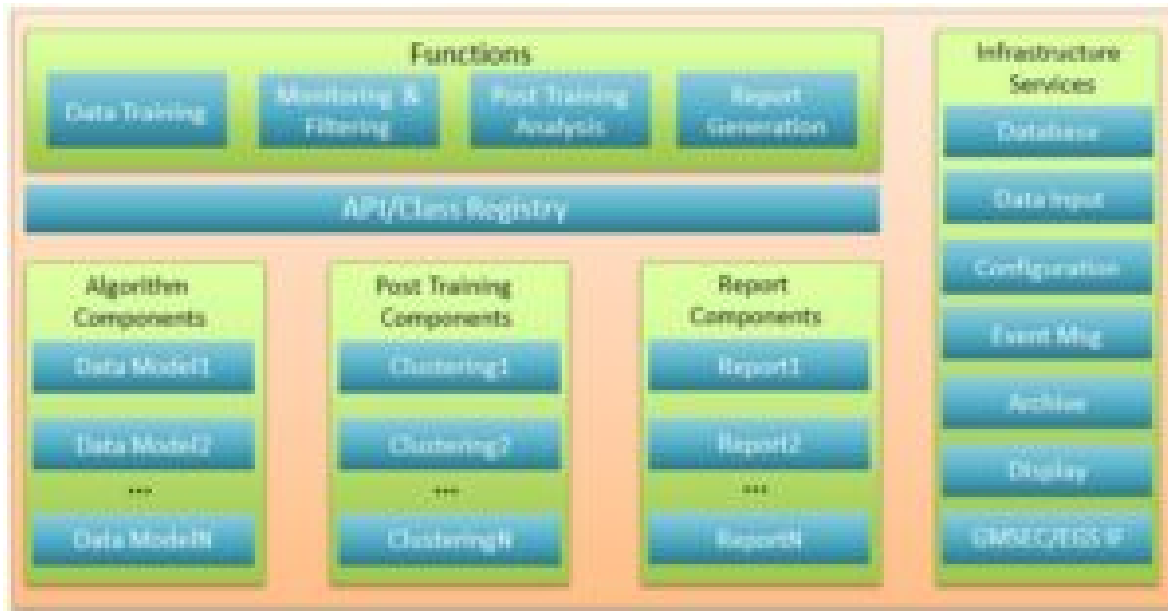 Functions
Data Training
Monitoring &
Filtering
Post Training
Analysis
Report
Generation
API/Class Registry
Algorithm
Components
Data Model1
Data Model2
...
Data ModelN
Post Training
Components
Clustering1
Clustering2
...
ClusteringN
Report
Components
Report1
Report2
...
ReportN
Infrastructure
Services
Database
Data Input
Configuration
Event Msg
Archive
Display
GMSEC/EGS IF